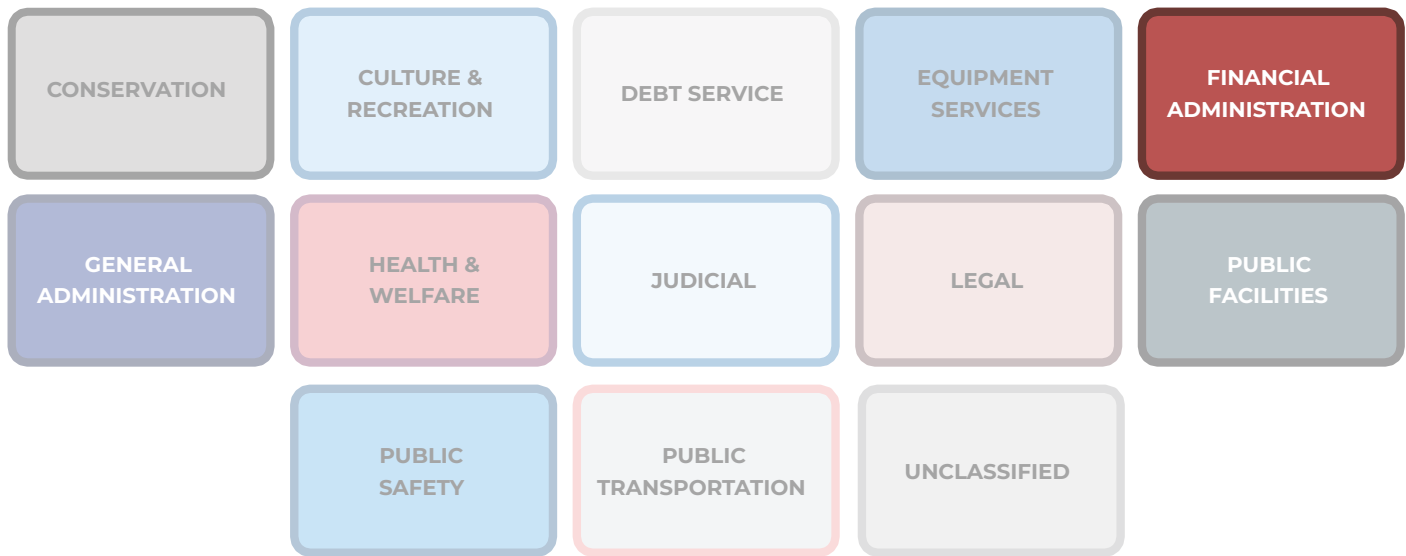 CONSERVATION
CULTURE &
RECREATION
DEBT SERVICE
EQUIPMENT
SERVICES
FINANCIAL
ADMINISTRATION
GENERAL
ADMINISTRATION
HEALTH &
WELFARE
JUDICIAL
LEGAL
PUBLIC
FACILITIES
PUBLIC
SAFETY
PUBLIC
TRANSPORTATION
UNCLASSIFIED